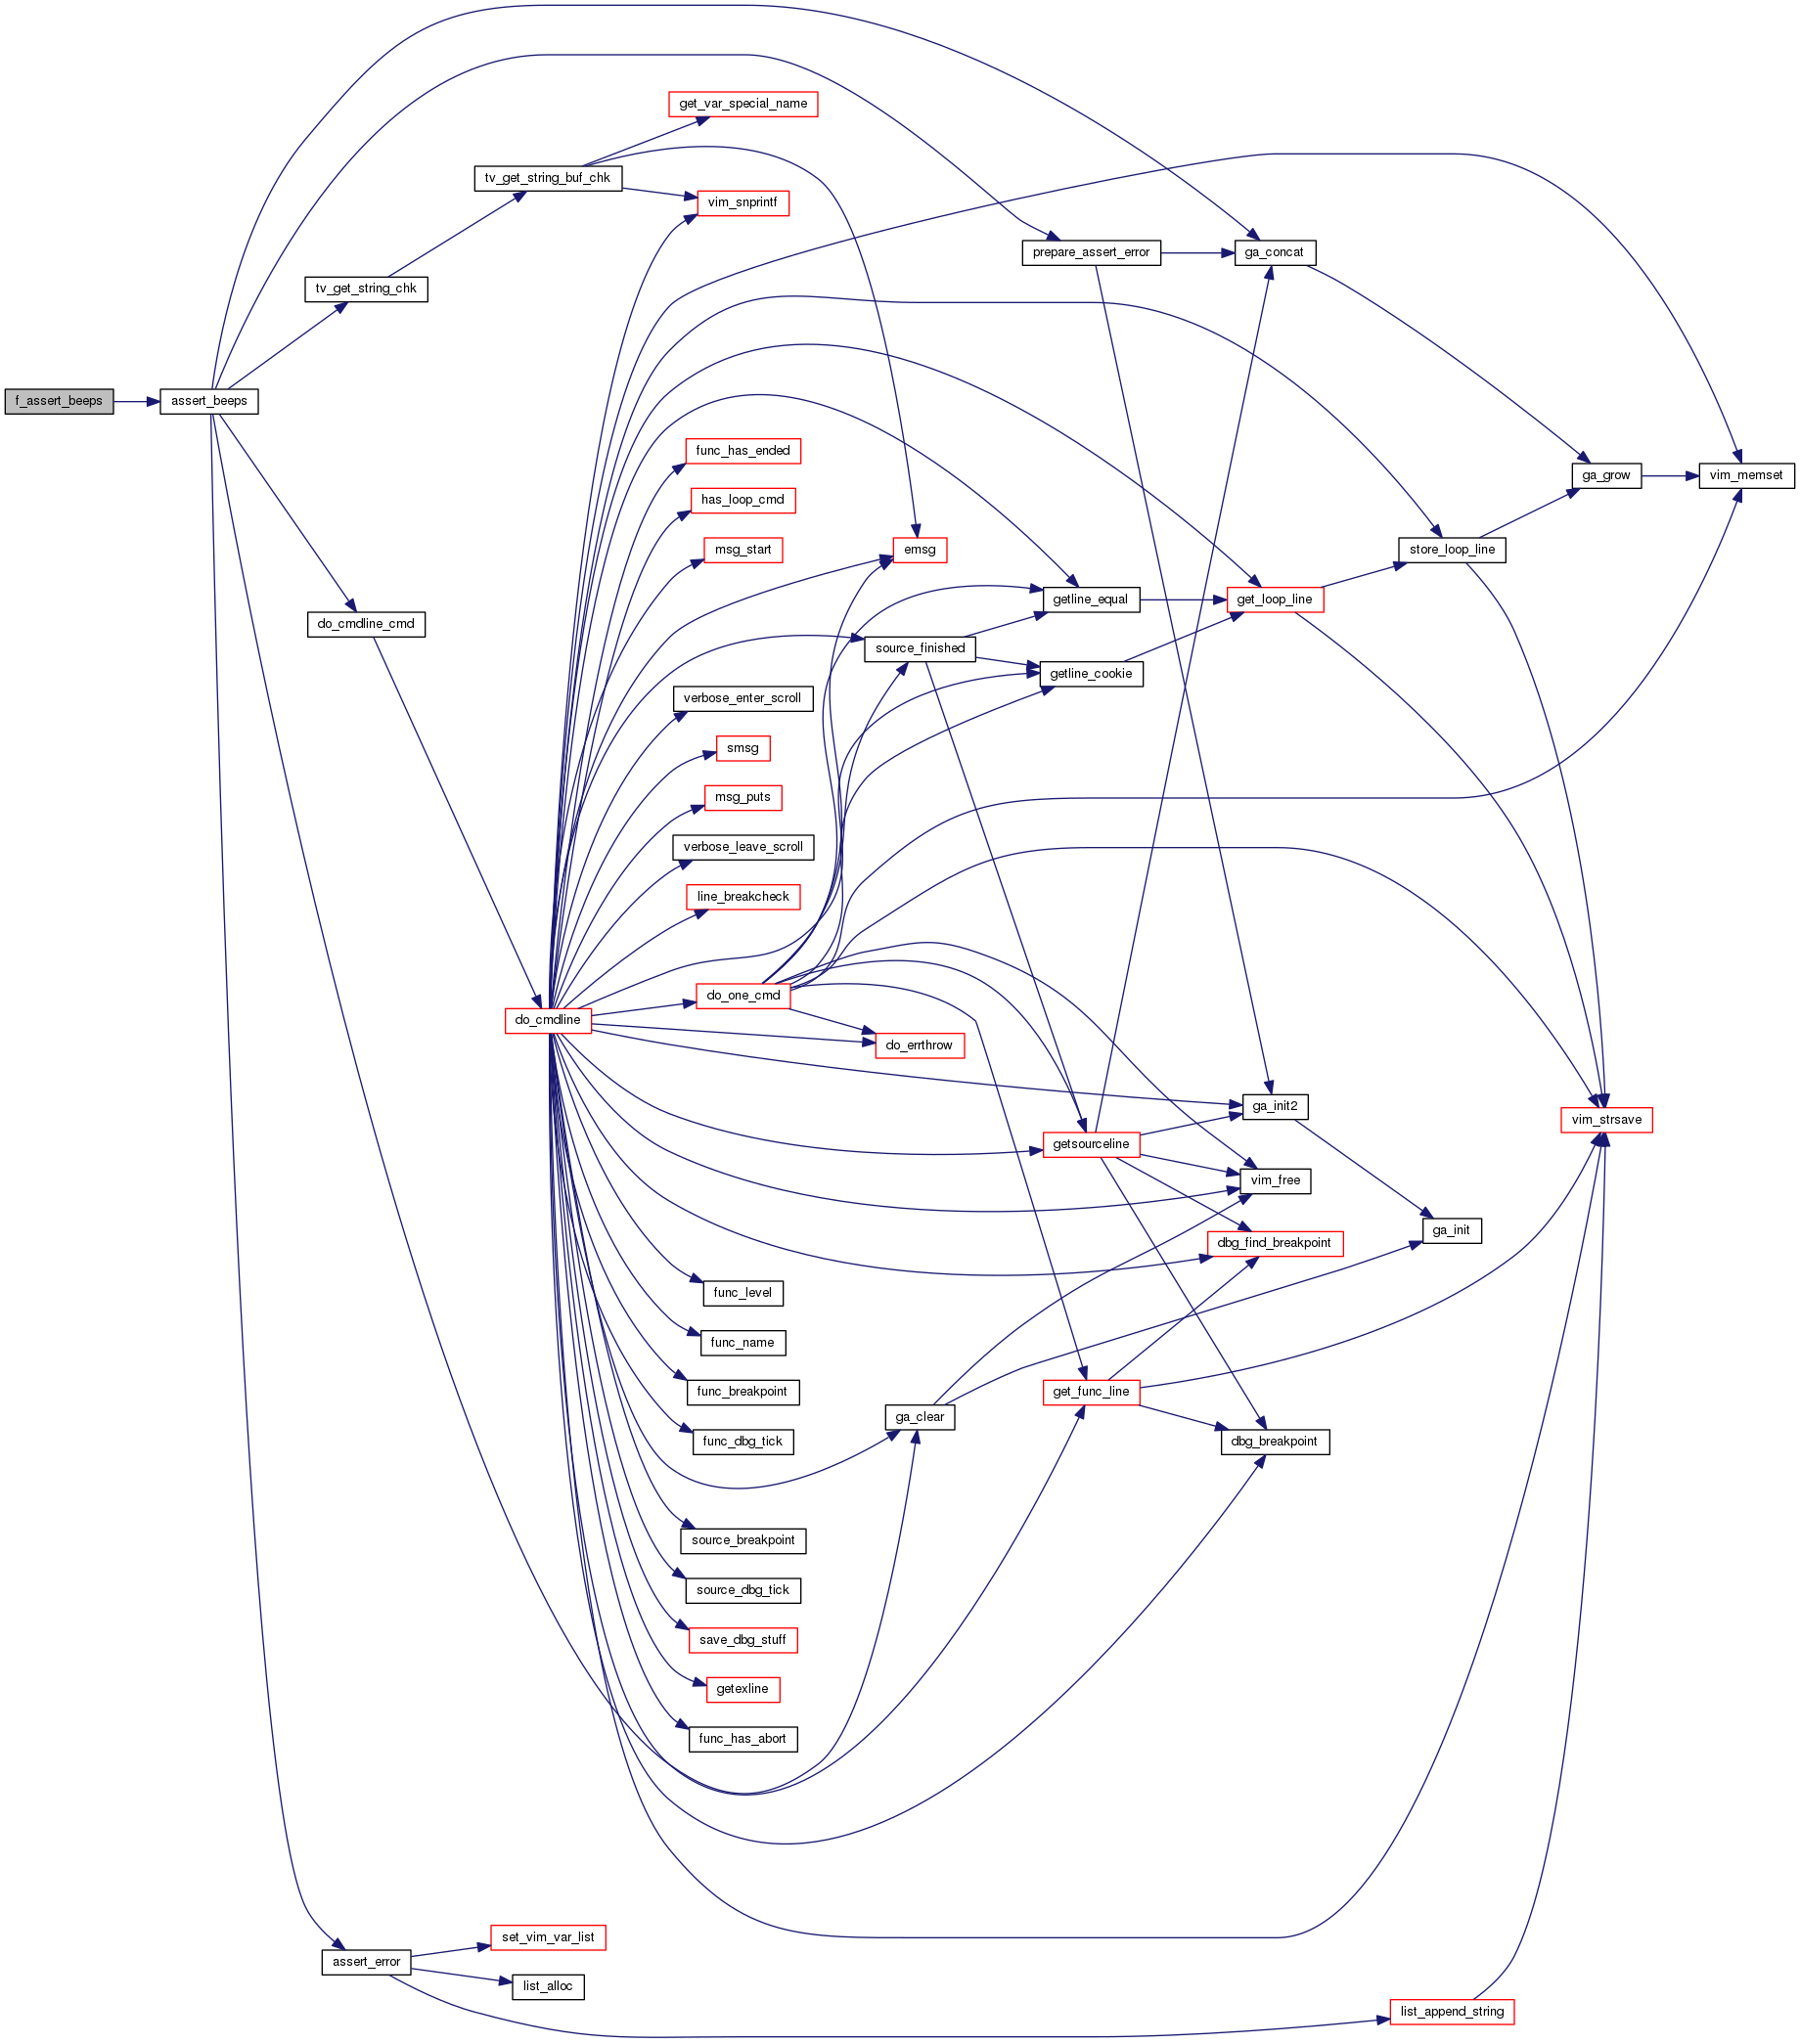 get_var_special_name
tv_get_string_buf_chk
vim_snprintf
prepare_assert_error
ga_concat
tv_get_string_chk
f_assert_beeps
assert_beeps
func_has_ended
ga_grow
vim_memset
has_loop_cmd
msg_start
emsg
store_loop_line
getline_equal
get_loop_line
do_cmdline_cmd
source_finished
getline_cookie
verbose_enter_scroll
smsg
msg_puts
verbose_leave_scroll
line_breakcheck
do_one_cmd
do_cmdline
do_errthrow
ga_init2
vim_strsave
getsourceline
vim_free
ga_init
dbg_find_breakpoint
func_level
func_name
func_breakpoint
get_func_line
ga_clear
func_dbg_tick
dbg_breakpoint
source_breakpoint
source_dbg_tick
save_dbg_stuff
getexline
func_has_abort
set_vim_var_list
assert_error
list_alloc
list_append_string